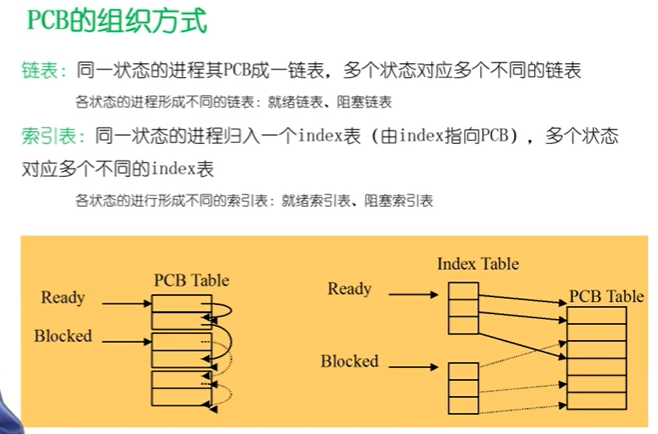 PCB的组织方式
链表：同一状态的进程其PCB成一链表，多个状态对应多个不同的链表
各状态的进程形成不同的链表：就绪链表、阻塞链表
索引表：同一状态的进程归入一个index表（由index指向PCB），多个状态
对应多个不同的index表
各状态的进行形成不同的索引表：就绪索引表、阻塞索引表
PCB Table
Ready
Blocked
Index Table
Ready
PCB Table
Blocked